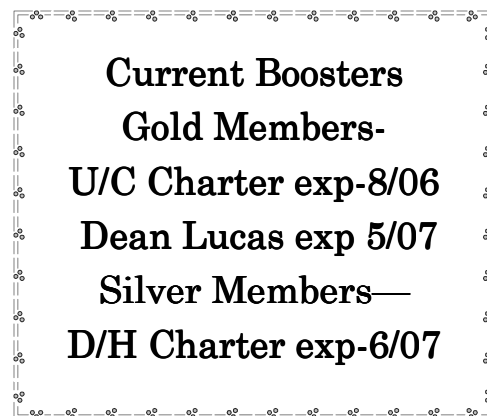 Current Boosters
Gold Members-
U/C Charter exp-8/06
Dean Lucas exp 5/07
Silver Members—
D/H Charter exp-6/07